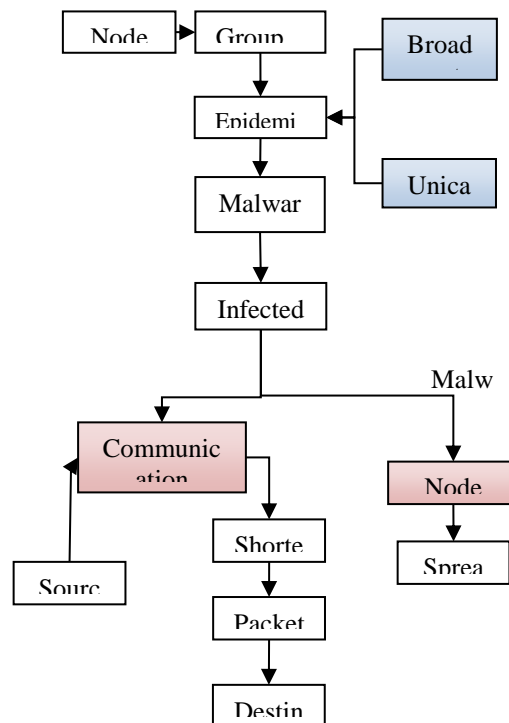 Node
Group
Broad
Epidemi
Unica
Malwar
Infected
Malw
Communic
ation
Node
Shorte
Sprea
Sourc
Packet
Destin